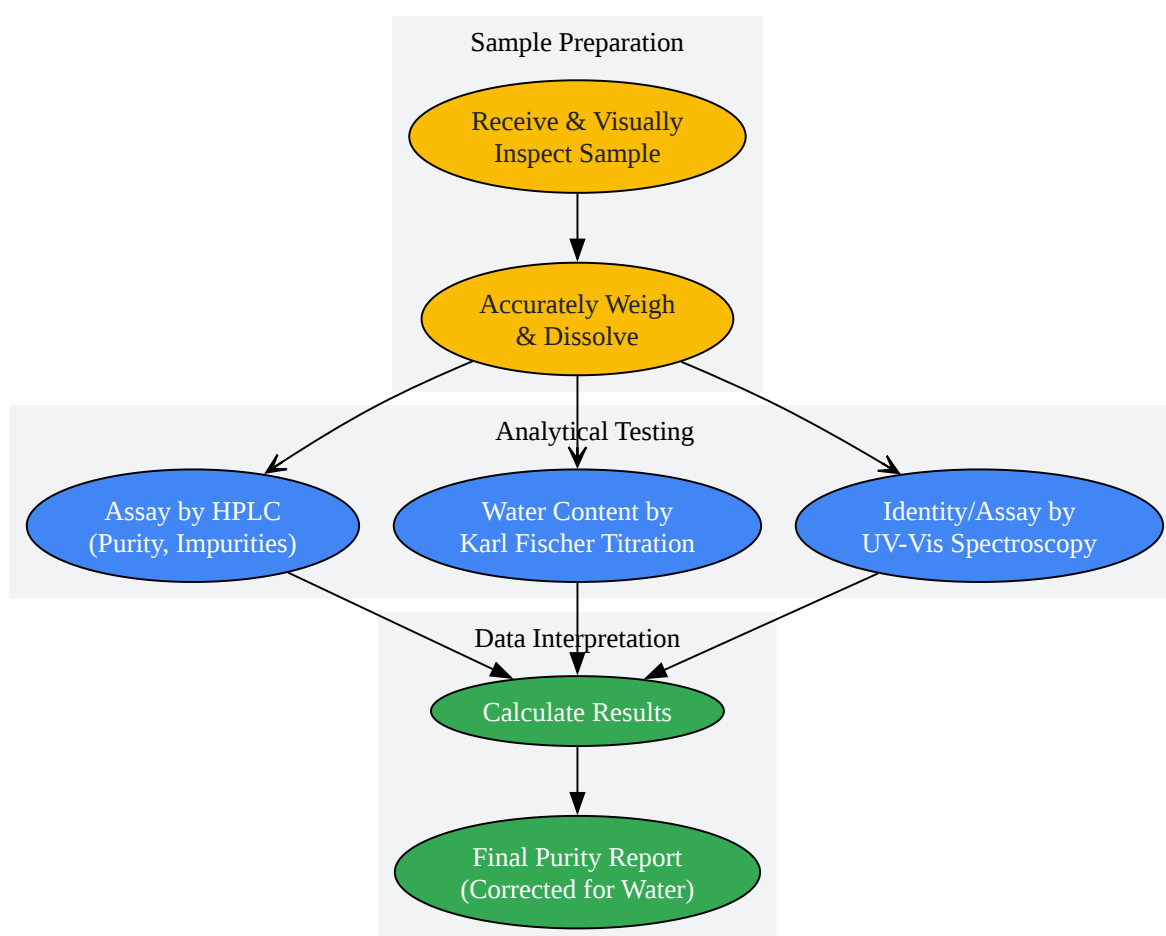 Sample Preparation
Receive & Visually
Inspect Sample
Accurately Weigh
& Dissolve
Analytical Testing
Assay by HPLC
(Purity, Impurities)
Water Content by
Karl Fischer Titration
Identity/Assay by
UV-Vis Spectroscopy
Data Interpretation
Calculate Results
Final Purity Report
(Corrected for Water)